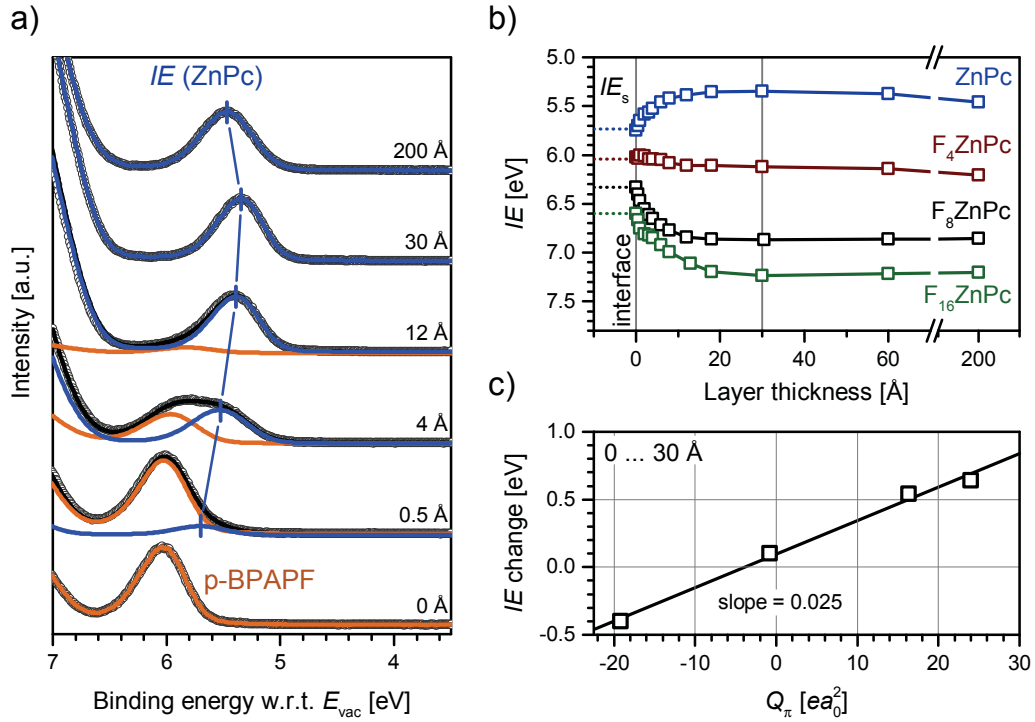 a)
IE (ZnPc)
200 Å
30 Å
12 Å
4 Å
0.5 Å
p-BPAPF
0 Å
Intensity [a.u.]
7 6 5 4
Binding energy w.r.t. Evac [eV]
b)
5.0
5.5
6.0
6.5
7.0
7.5
IE [eV]
IEs
interface
ZnPc
F4ZnPc
F8ZnPc
F16ZnPc
0 10 20 30 40 50 60 200
Layer thickness [Å]
c)
1.0
0.5
0.0
-0.5
IE change [eV]
0 ... 30 Å
slope = 0.025
-20 -10 0 10 20 30
Qπ [ea₀²]